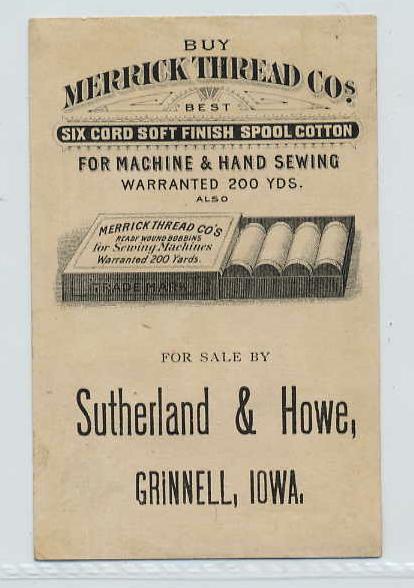 BUY
MERRICK THREAD COS.
BEST
SIX CORD SOFT FINISH SPOOL COTTON
FOR MACHINE & HAND SEWING
WARRANTED 200 YDS.
ALSO
MERRICK THREAD CO'S
READY WOUND BOBBINS
for Sewing Machines
Warranted 200 Yards.
TRADE MARK
FOR SALE BY
Sutherland & Howe,
GRINNELL, IOWA.